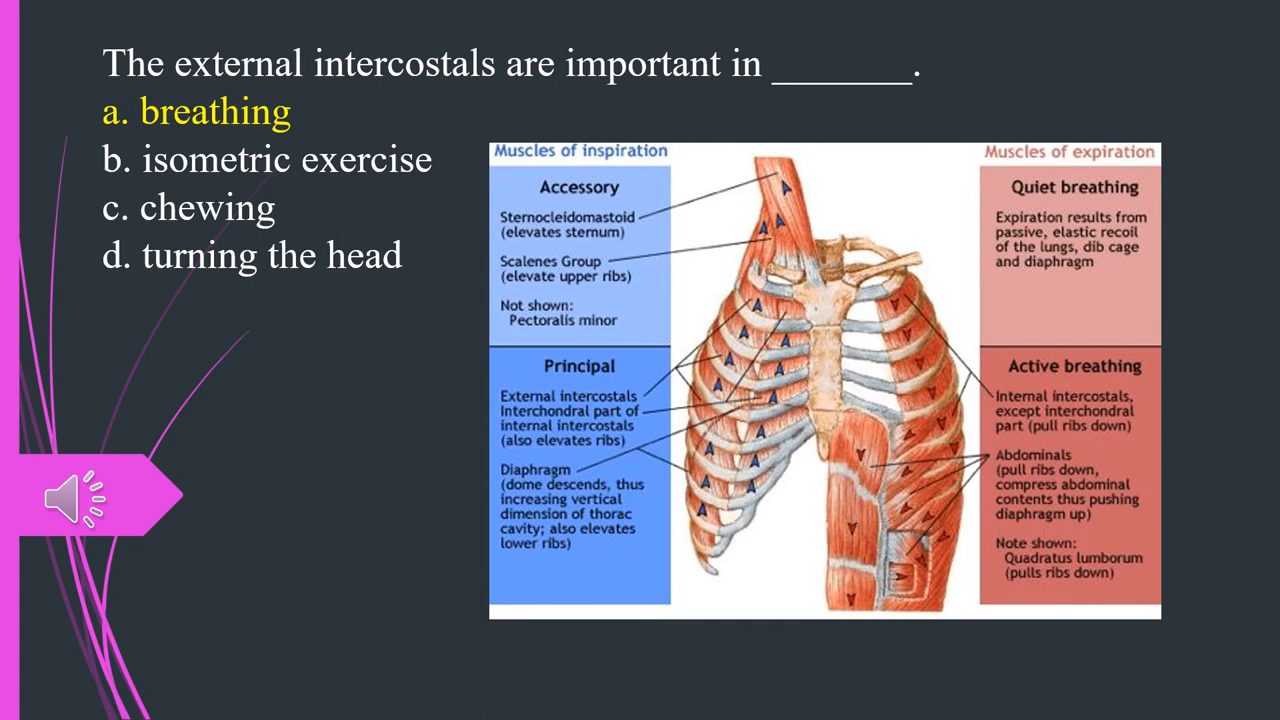 The external intercostals are important in _______.
a. breathing
b. isometric exercise
c. chewing
d. turning the head
Muscles of inspiration
Accessory
Sternocleidomastoid
(elevates sternum)
Scalenes Group
(elevate upper ribs)
Not shown:
Pectoralis minor
Principal
External intercostals
Interchondral part of
internal intercostals
(also elevates ribs)
Diaphragm
(dome descends, thus
increasing vertical
dimension of thorac
cavity; also elevates
lower ribs)
Muscles of expiration
Quiet breathing
Expiration results from
passive, elastic recoil
of the lungs, dib cage
and diaphragm
Active breathing
Internal intercostals,
except interchondral
part (pull ribs down)
Abdominals
(pull ribs down,
compress abdominal
contents thus pushing
diaphragm up)
Note shown:
Quadratus lumborum
(pulls ribs down)